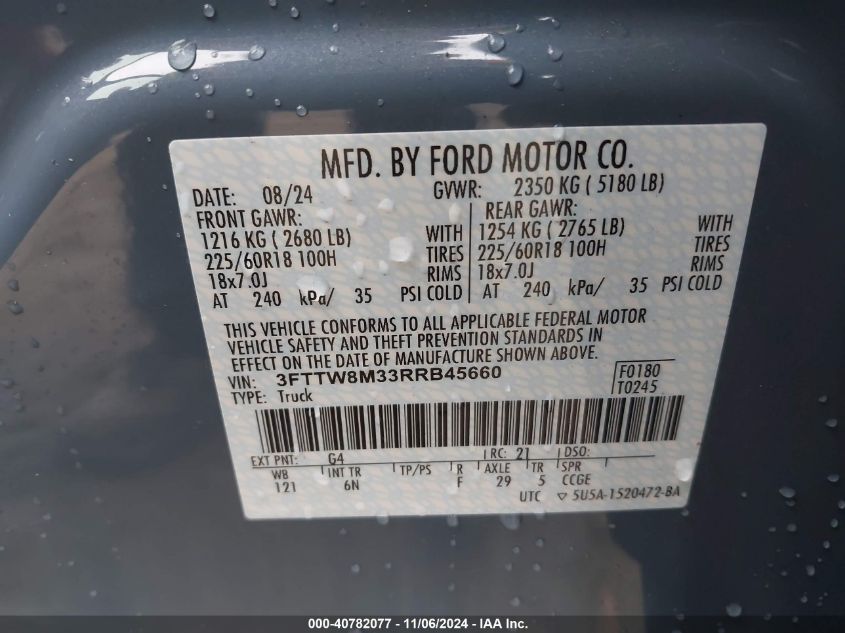 MFD. BY FORD MOTOR CO.
DATE: 08/24 GVWR: 2350 KG ( 5180 LB)
FRONT GAWR: REAR GAWR:
1216 KG ( 2680 LB) WITH 1254 KG ( 2765 LB) WITH
225/60R18 100H TIRES 225/60R18 100H TIRES
18x7.0J RIMS 18x7.0J RIMS
AT 240 kPa/ 35 PSI COLD AT 240 kPa/ 35 PSI COLD
THIS VEHICLE CONFORMS TO ALL APPLICABLE FEDERAL MOTOR
VEHICLE SAFETY AND THEFT PREVENTION STANDARDS IN
EFFECT ON THE DATE OF MANUFACTURE SHOWN ABOVE.
VIN: 3FTTW8M33RRB45660 F0180
TYPE: Truck T0245
EXT PNT: G4 RC: 21 DSO:
WB INT TR TP/PS R AXLE TR SPR
121 6N F 29 5 CCGE
UTC ▽ 5U5A-1520472-BA
000-40782077 - 11/06/2024 - IAA Inc.